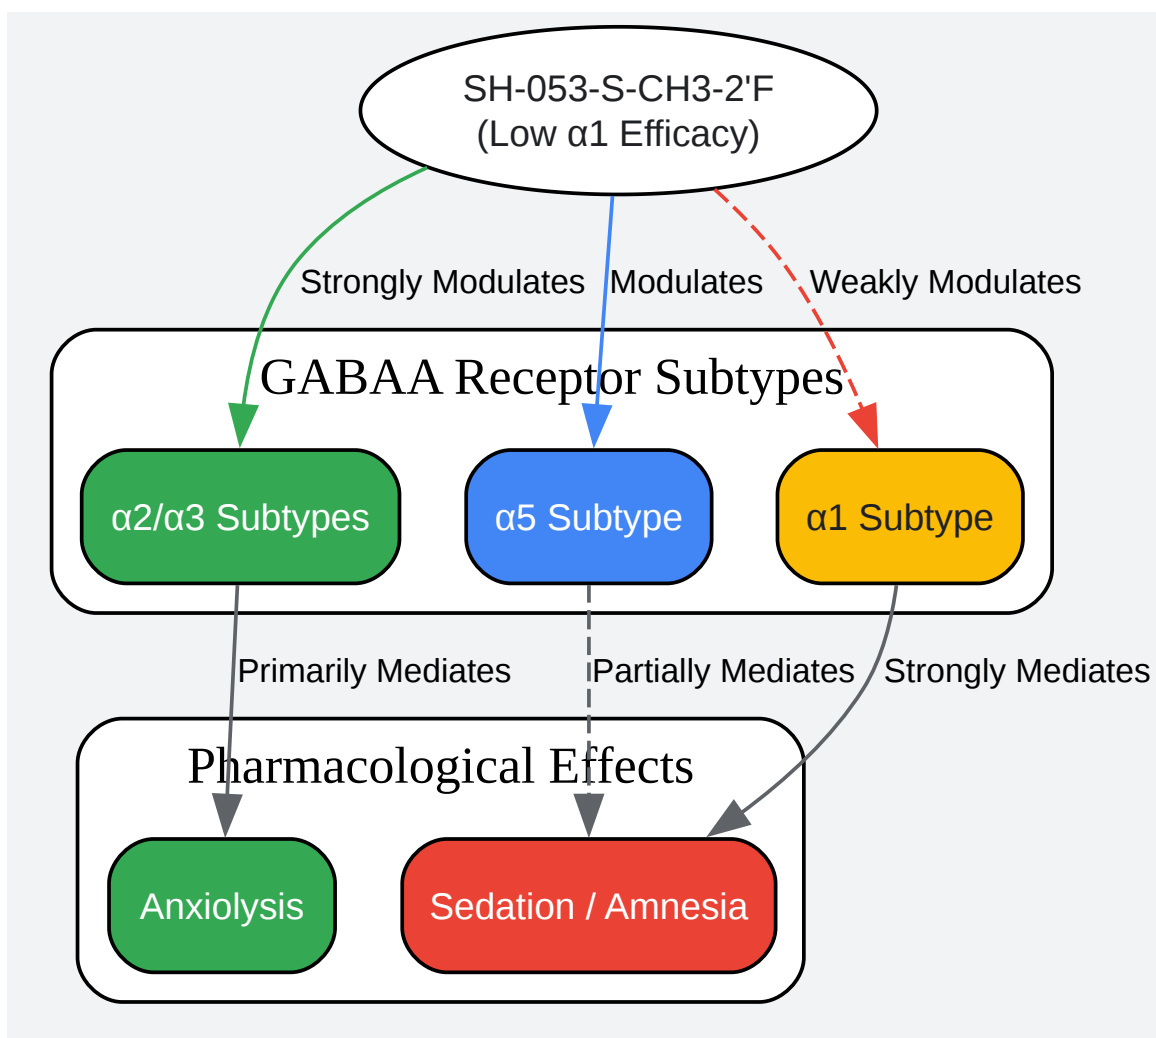 SH-053-S-CH3-2'F
(Low α1 Efficacy)
Strongly Modulates
Modulates
Weakly Modulates
GABAA Receptor Subtypes
α2/α3 Subtypes
α5 Subtype
α1 Subtype
Primarily Mediates
Partially Mediates
Strongly Mediates
Pharmacological Effects
Anxiolysis
Sedation / Amnesia